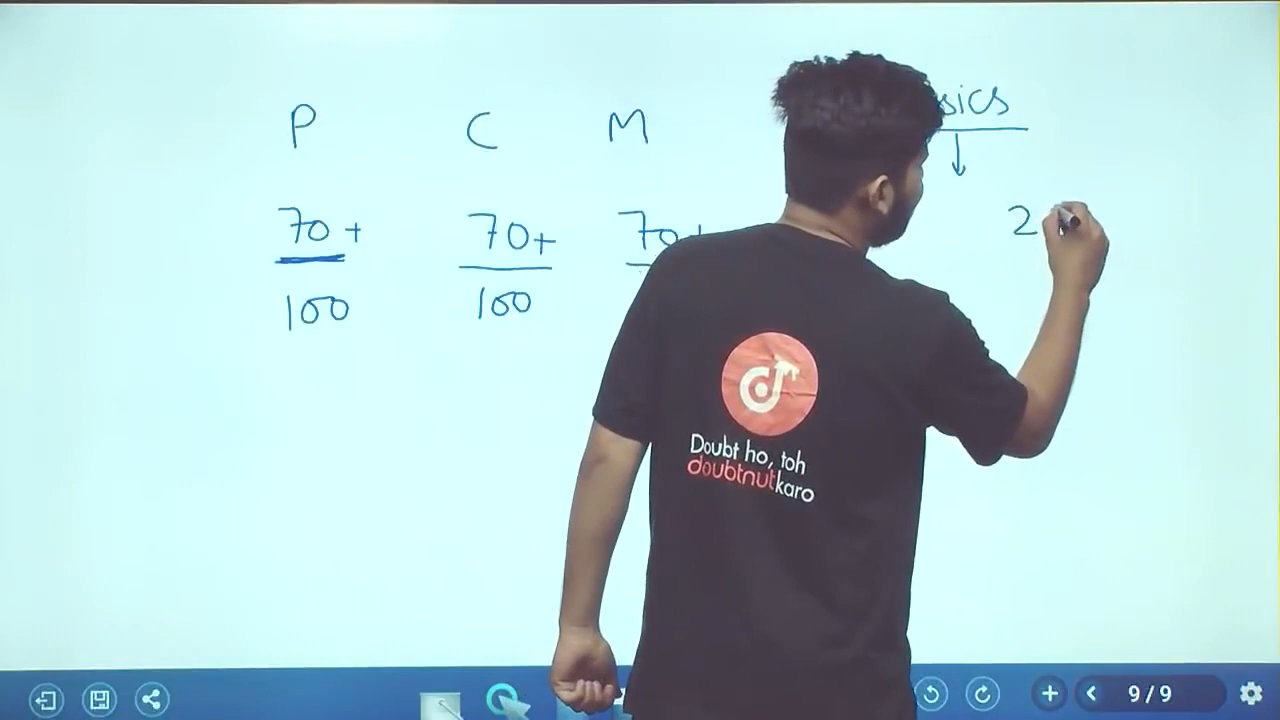 P C M
sics
70+ 70+ 70+
100 100
2
Doubt ho, toh
doubtnut karo
9/9